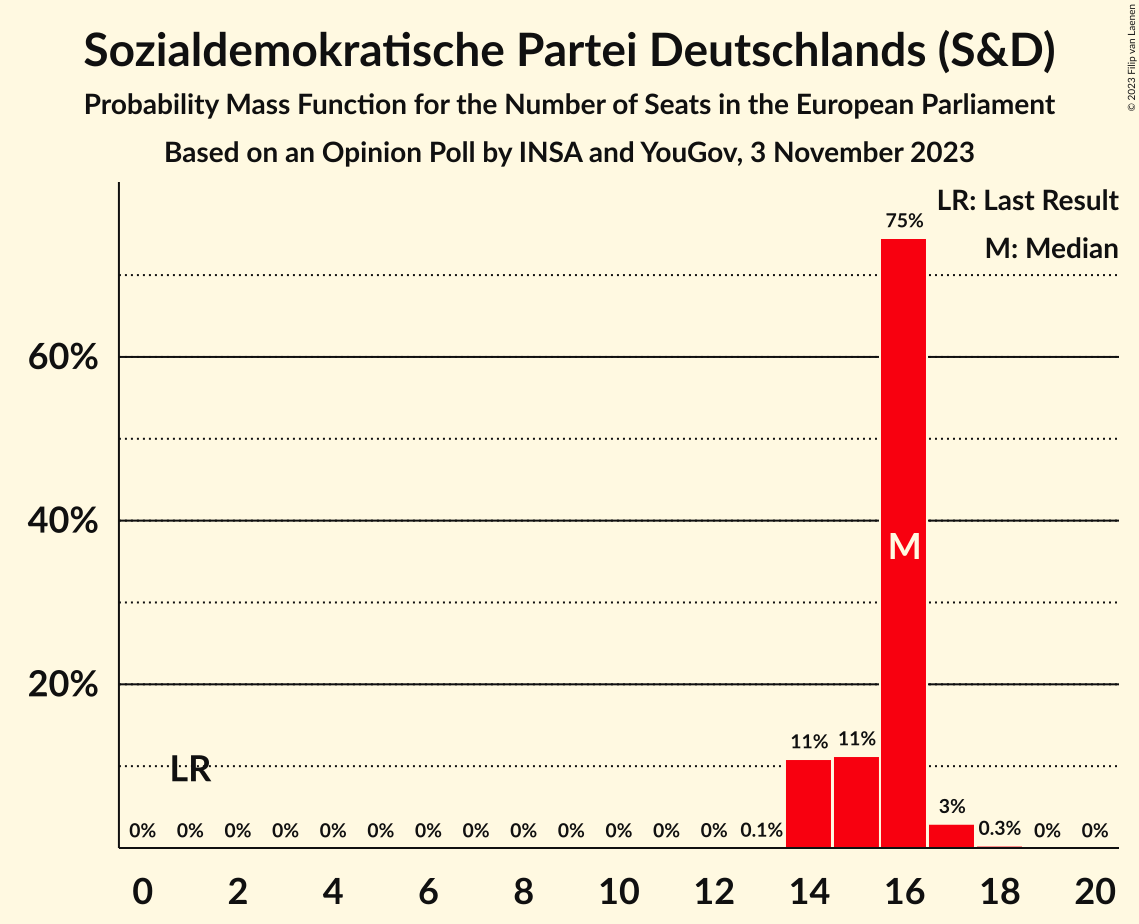 Sozialdemokratische Partei Deutschlands (S&D)
Probability Mass Function for the Number of Seats in the European Parliament
Based on an Opinion Poll by INSA and YouGov, 3 November 2023
© 2023 Filip van Laenen
LR: Last Result
M: Median
75%
60%
40%
M
20%
11% 11%
LR
3%
0% 0% 0% 0% 0% 0% 0% 0% 0% 0% 0% 0% 0% 0.1% 0.3% 0% 0%
0 2 4 6 8 10 12 14 16 18 20